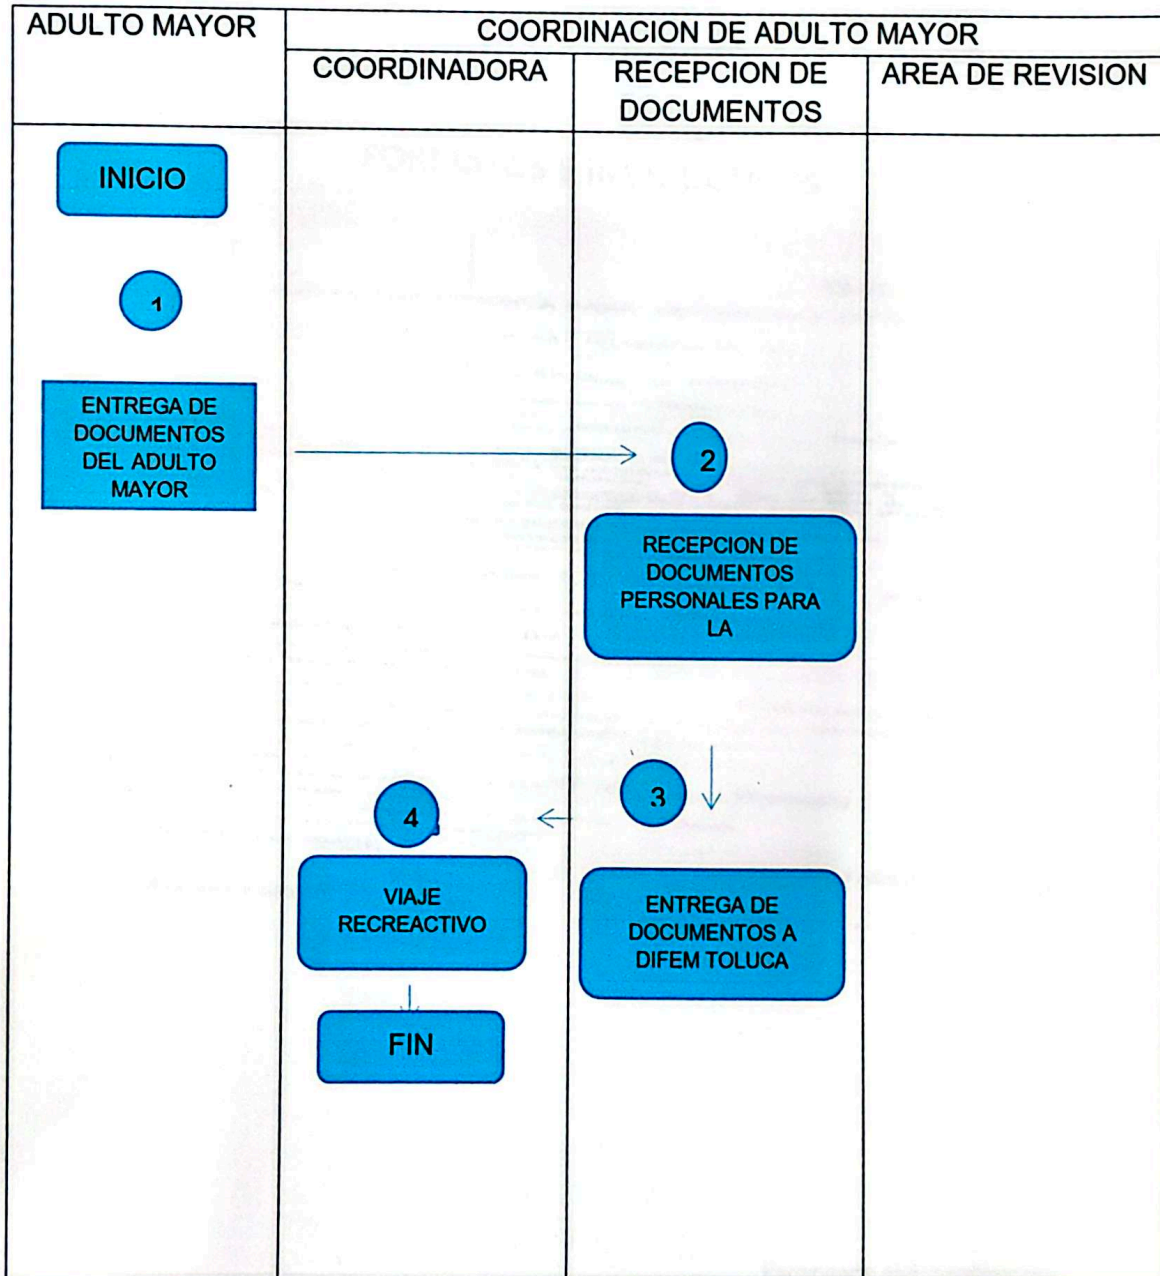 ADULTO MAYOR
COORDINACION DE ADULTO MAYOR
COORDINADORA
RECEPCION DE
DOCUMENTOS
AREA DE REVISION
INICIO
1
ENTREGA DE
DOCUMENTOS
DEL ADULTO
MAYOR
2
RECEPCION DE
DOCUMENTOS
PERSONALES PARA
LA
3
4
VIAJE
RECREACTIVO
ENTREGA DE
DOCUMENTOS A
DIFEM TOLUCA
FIN